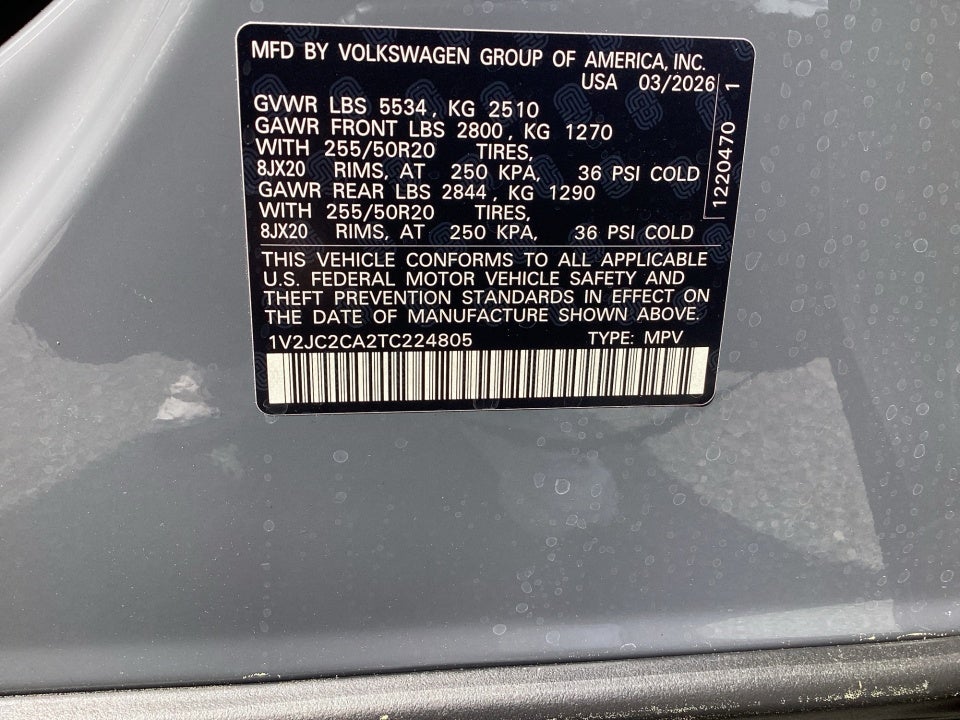 MFD BY VOLKSWAGEN GROUP OF AMERICA, INC.
USA 03/2026
GVWR LBS 5534, KG 2510
GAWR FRONT LBS 2800, KG 1270
WITH 255/50R20 TIRES,
8JX20 RIMS, AT 250 KPA, 36 PSI COLD
GAWR REAR LBS 2844, KG 1290
WITH 255/50R20 TIRES,
8JX20 RIMS, AT 250 KPA, 36 PSI COLD
1220470 1
THIS VEHICLE CONFORMS TO ALL APPLICABLE
U.S. FEDERAL MOTOR VEHICLE SAFETY AND
THEFT PREVENTION STANDARDS IN EFFECT ON
THE DATE OF MANUFACTURE SHOWN ABOVE.
1V2JC2CA2TC224805 TYPE: MPV